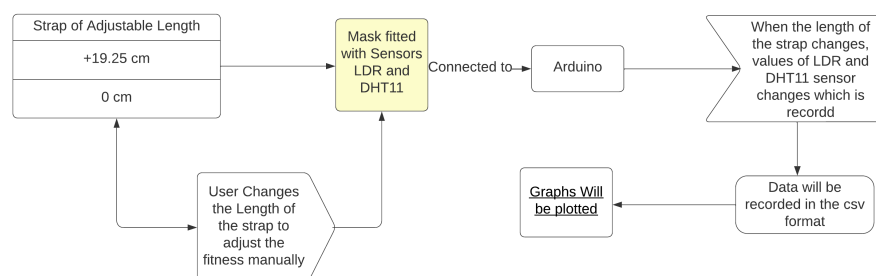 Strap of Adjustable Length
+19.25 cm
0 cm
Mask fitted
with Sensors
LDR and
DHT11
Connected to
Arduino
When the length of
the strap changes,
values of LDR and
DHT11 sensor
changes which is
recordd
User Changes
the Length of
the strap to
adjust the
fitness manually
Graphs Will
be plotted
Data will be
recorded in the csv
format